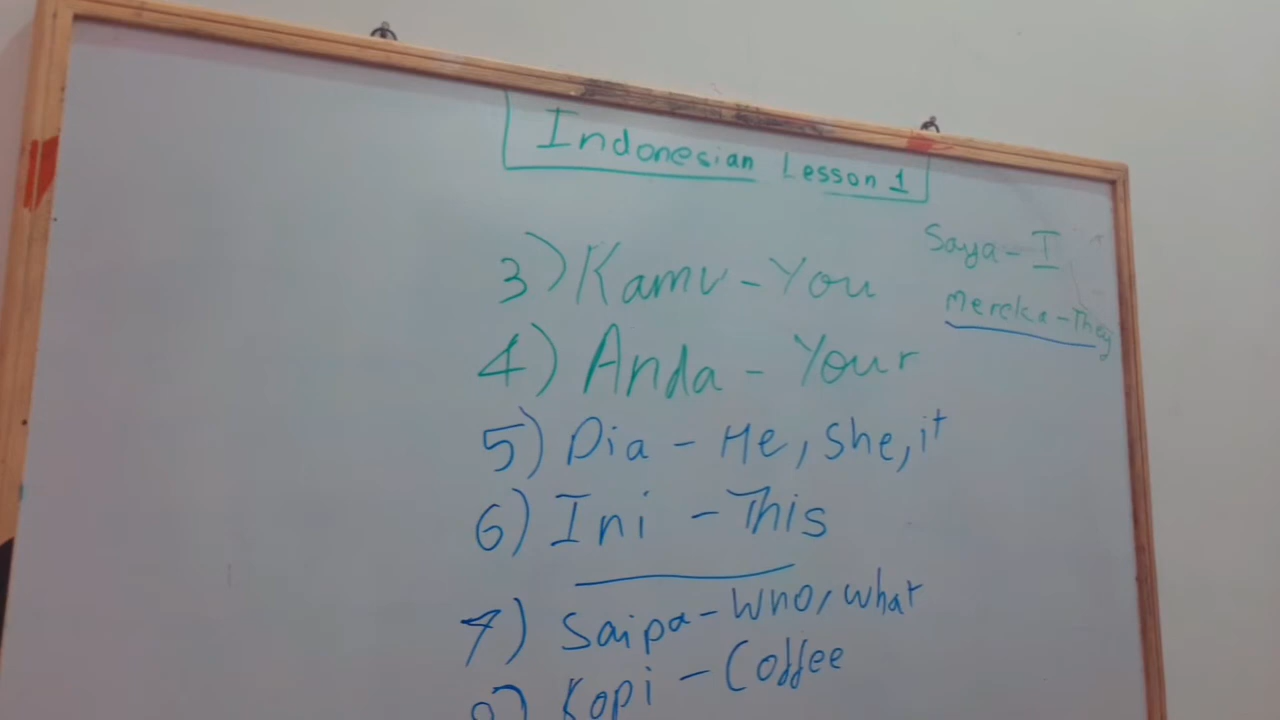 Indonesian Lesson 1
Saya - I
Mereka - They
3) Kamu - You
4) Anda - Your
5) Dia - He, She, it
6) Ini - This
7) Saipa - Who, what
8) Kopi - Coffee